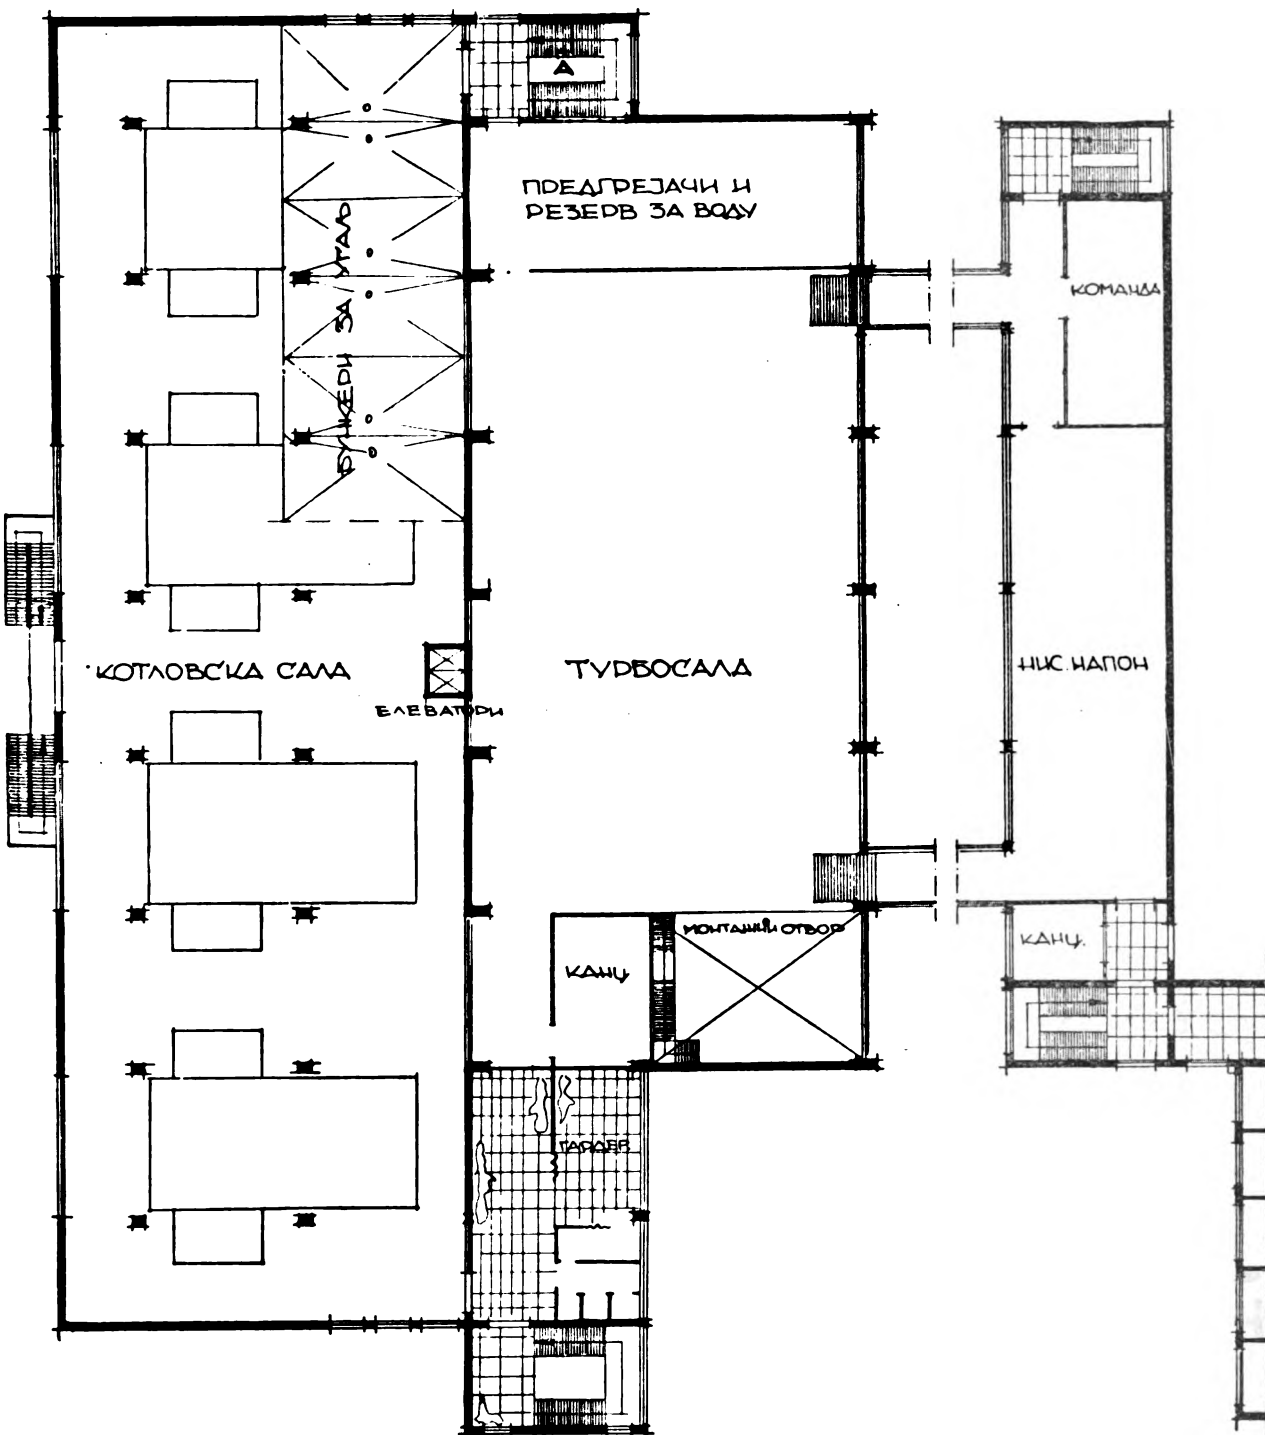 А
ПРЕДГРЕЈАЧИ И
РЕЗЕРВ ЗА ВОДУ
БУНКЕРИ ЗА УГАЉ
КОМАНДА
КОТЛОВСКА САЛА
ТУРБОСАЛА
НИС. НАПОН
ЕЛЕВАТОРИ
МОНТАЖНИ ОТВОР
КАНЦ.
КАНЦ
ГАРДЕР.